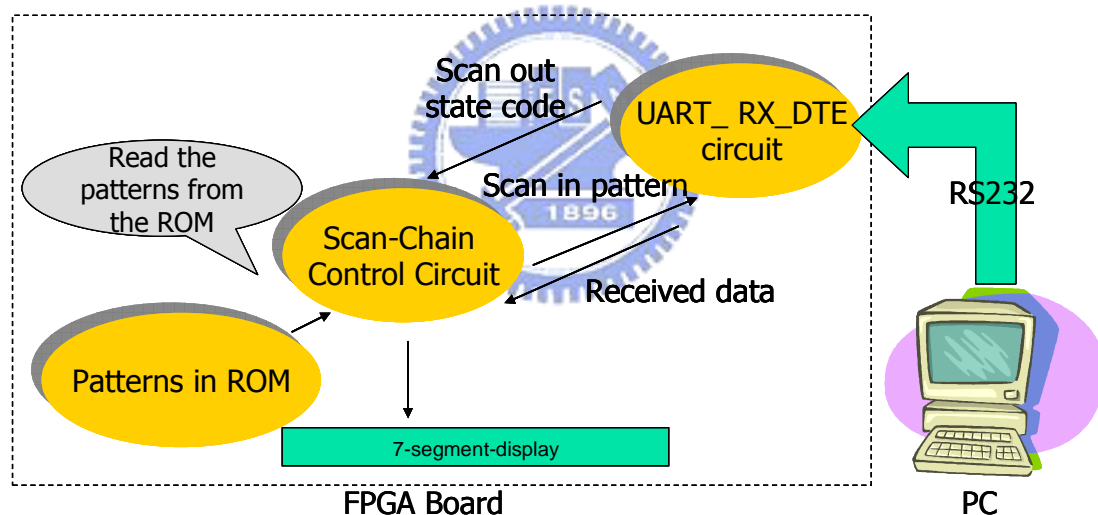 Scan out
state code
UART_ RX_DTE
circuit
Read the
patterns from
the ROM
Scan in pattern
RS232
1896
Scan-Chain
Control Circuit
Received data
Patterns in ROM
7-segment-display
FPGA Board
PC